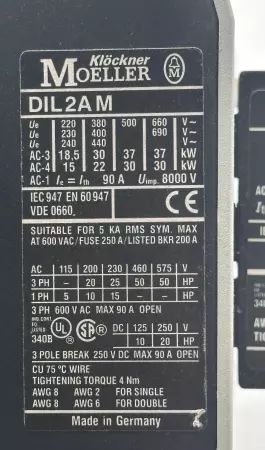 Klöckner
MOELLER
DIL2AM
Ue 220 380 500 660 V~
Ue 230 400 690 V~
Ue 240 440 V~
AC-3 18,5 30 37 37 kW
AC-4 15 22 30 30 kW
AC-1 Ie = Ith 90 A Uimp. 8000 V
IEC 947 EN 60 947
VDE 0660, CE
SUITABLE FOR 5 KA RMS SYM. MAX
AT 600 VAC/FUSE 250 A/LISTED BKR 200 A
AC 115 200 230 460 575 V
3 PH – 20 25 50 50 HP
1 PH 5 10 15 – – HP
3 PH 600 V AC MAX 90 A OPEN
LISTED 340B UL SA DC 125 250 V
10 20 HP
3 POLE BREAK 250 V DC MAX 90 A OPEN
CU 75 °C WIRE
TIGHTENING TORQUE 4 Nm
AWG 8 AWG 2 FOR SINGLE
AWG 8 AWG 6 FOR DOUBLE
Made in Germany